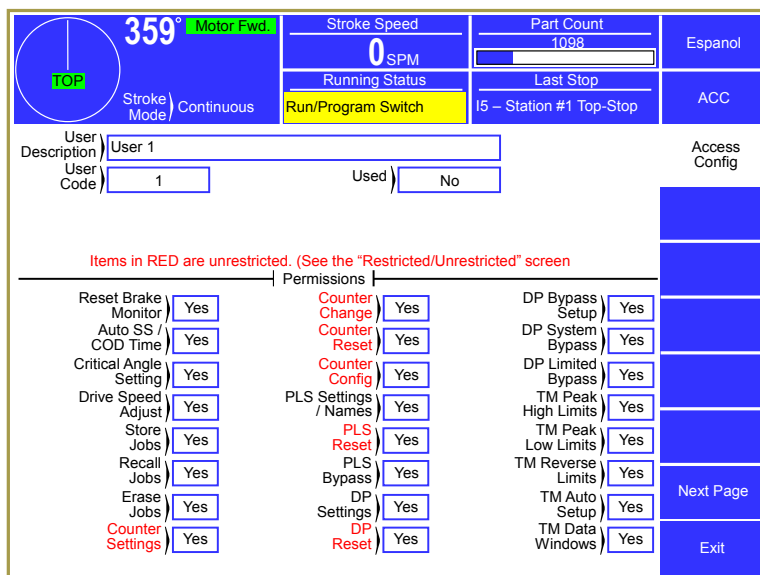 359° Motor Fwd.
TOP
Stroke
Mode Continuous
Stroke Speed
0 SPM
Part Count
1098
Running Status
Run/Program Switch
Last Stop
I5 – Station #1 Top-Stop
Espanol
ACC
User
Description User 1
User
Code 1
Used No
Access
Config
Items in RED are unrestricted. (See the “Restricted/Unrestricted” screen
Permissions
Reset Brake
Monitor Yes
Auto SS /
COD Time Yes
Critical Angle
Setting Yes
Drive Speed
Adjust Yes
Store
Jobs Yes
Recall
Jobs Yes
Erase
Jobs Yes
Counter
Settings Yes
Counter
Change Yes
Counter
Reset Yes
Counter
Config Yes
PLS Settings
/ Names Yes
PLS
Reset Yes
PLS
Bypass Yes
DP
Settings Yes
DP
Reset Yes
DP Bypass
Setup Yes
DP System
Bypass Yes
DP Limited
Bypass Yes
TM Peak
High Limits Yes
TM Peak
Low Limits Yes
TM Reverse
Limits Yes
TM Auto
Setup Yes
TM Data
Windows Yes
Next Page
Exit